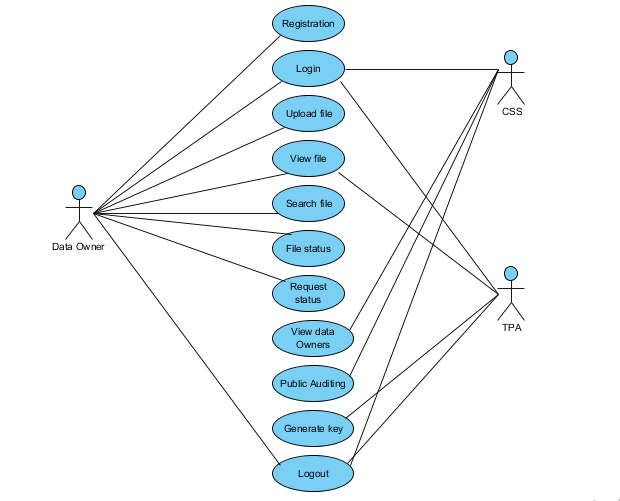 Registration
Login
CSS
Upload file
View file
Search file
Data Owner
File status
Request
status
TPA
View data
Owners
Public Auditing
Generate key
Logout